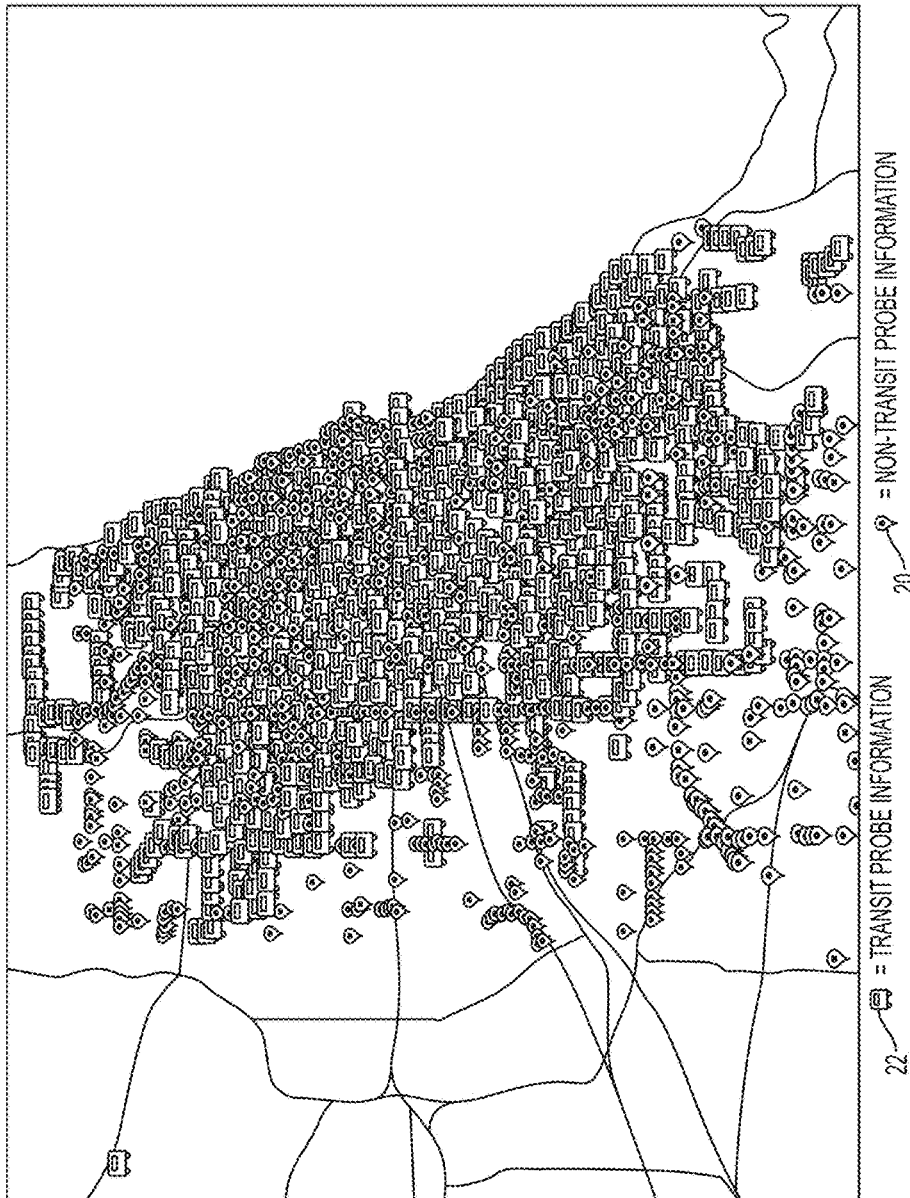 22 = TRANSIT PROBE INFORMATION
20 = NON-TRANSIT PROBE INFORMATION